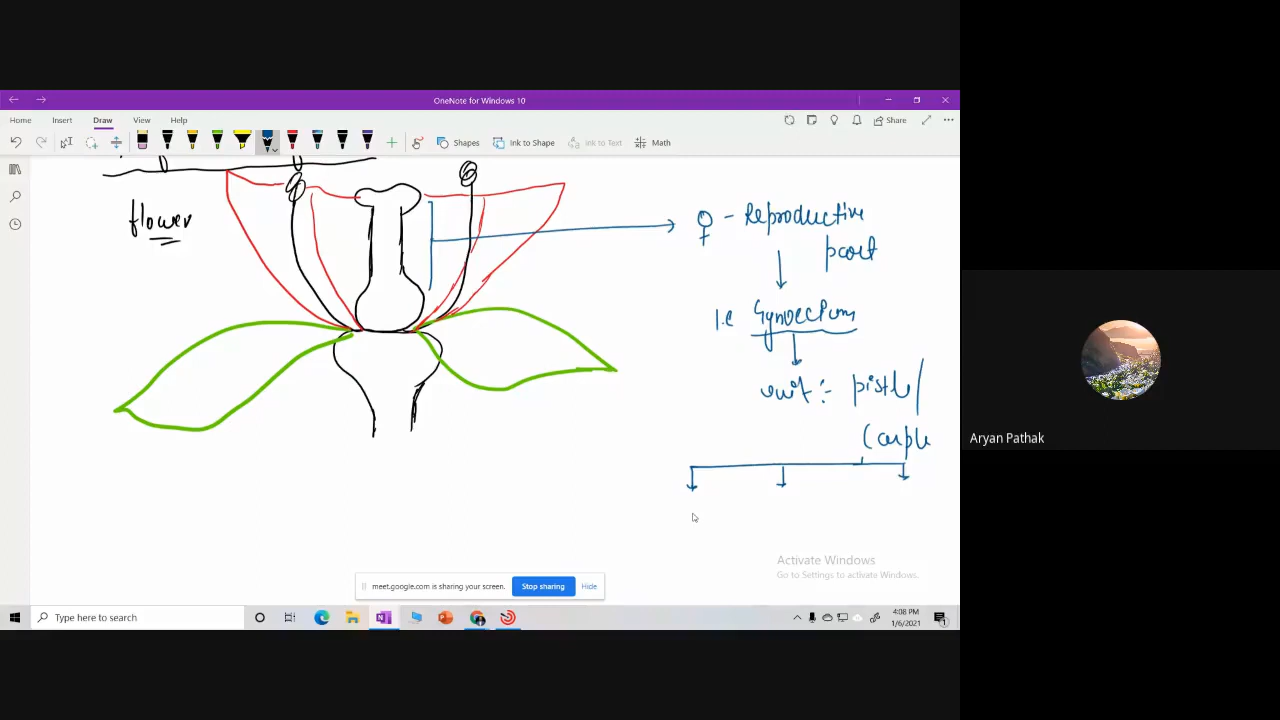 OneNote for Windows 10
Home Insert Draw View Help
Share
Shapes Ink to Shape Ink to Text Math
flower
♀ - Reproductive
part
i.e Gynoecium
unit :- pistle /
(carple
Aryan Pathak
Activate Windows
Go to Settings to activate Windows.
meet.google.com is sharing your screen. Stop sharing Hide
Type here to search
4:08 PM
1/6/2021